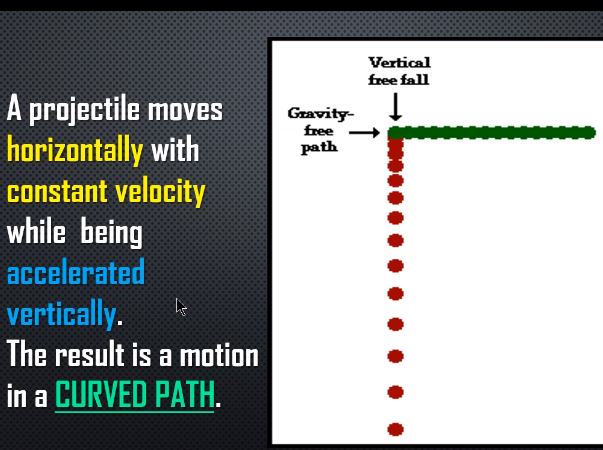 A projectile moves
horizontally with
constant velocity
while being
accelerated
vertically.
The result is a motion
in a CURVED PATH.
Vertical
free fall
Gravity-
free
path